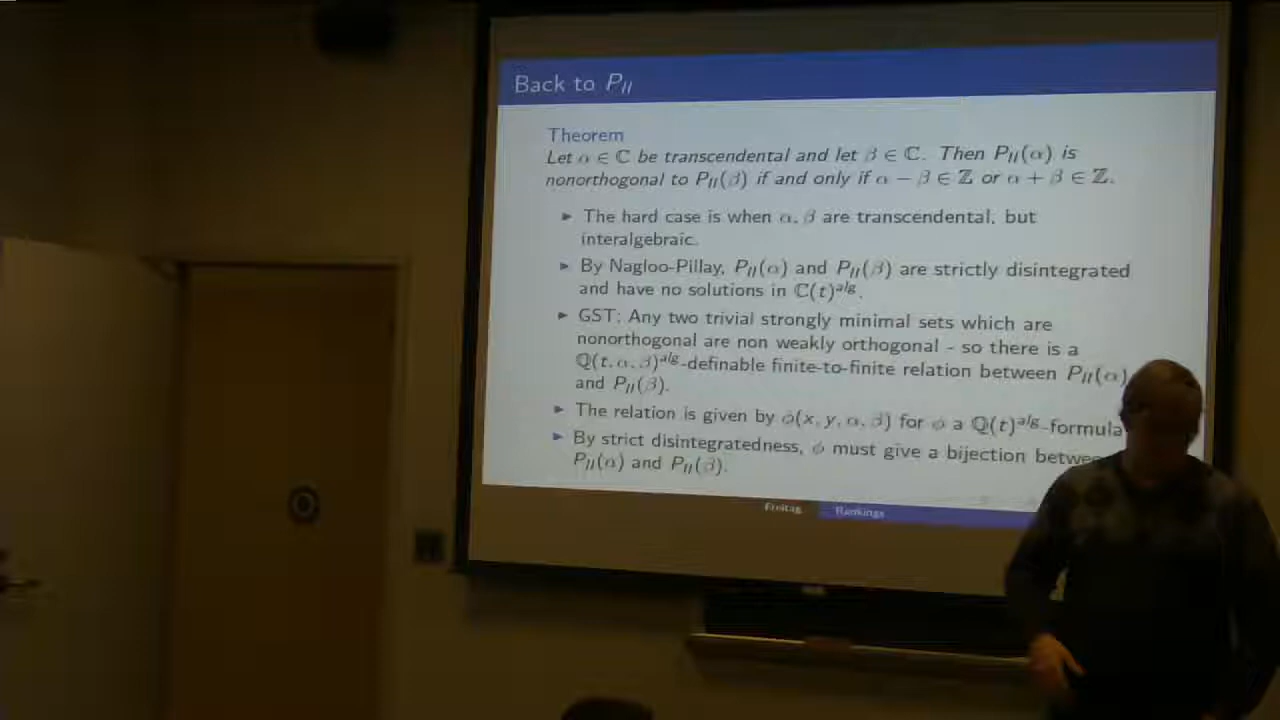 Back to P_II
Theorem
Let α ∈ ℂ be transcendental and let β ∈ ℂ. Then P_II(α) is
nonorthogonal to P_II(β) if and only if α − β ∈ ℤ or α + β ∈ ℤ.
▶ The hard case is when α, β are transcendental, but
interalgebraic.
▶ By Nagloo-Pillay, P_II(α) and P_II(β) are strictly disintegrated
and have no solutions in ℂ(t)^alg.
▶ GST: Any two trivial strongly minimal sets which are
nonorthogonal are non weakly orthogonal - so there is a
ℚ(t, α, β)^alg-definable finite-to-finite relation between P_II(α)
and P_II(β).
▶ The relation is given by φ(x, y, α, β) for φ a ℚ(t)^alg-formula
▶ By strict disintegratedness, φ must give a bijection
P_II(α) and P_II(β).
Freitag Rankings